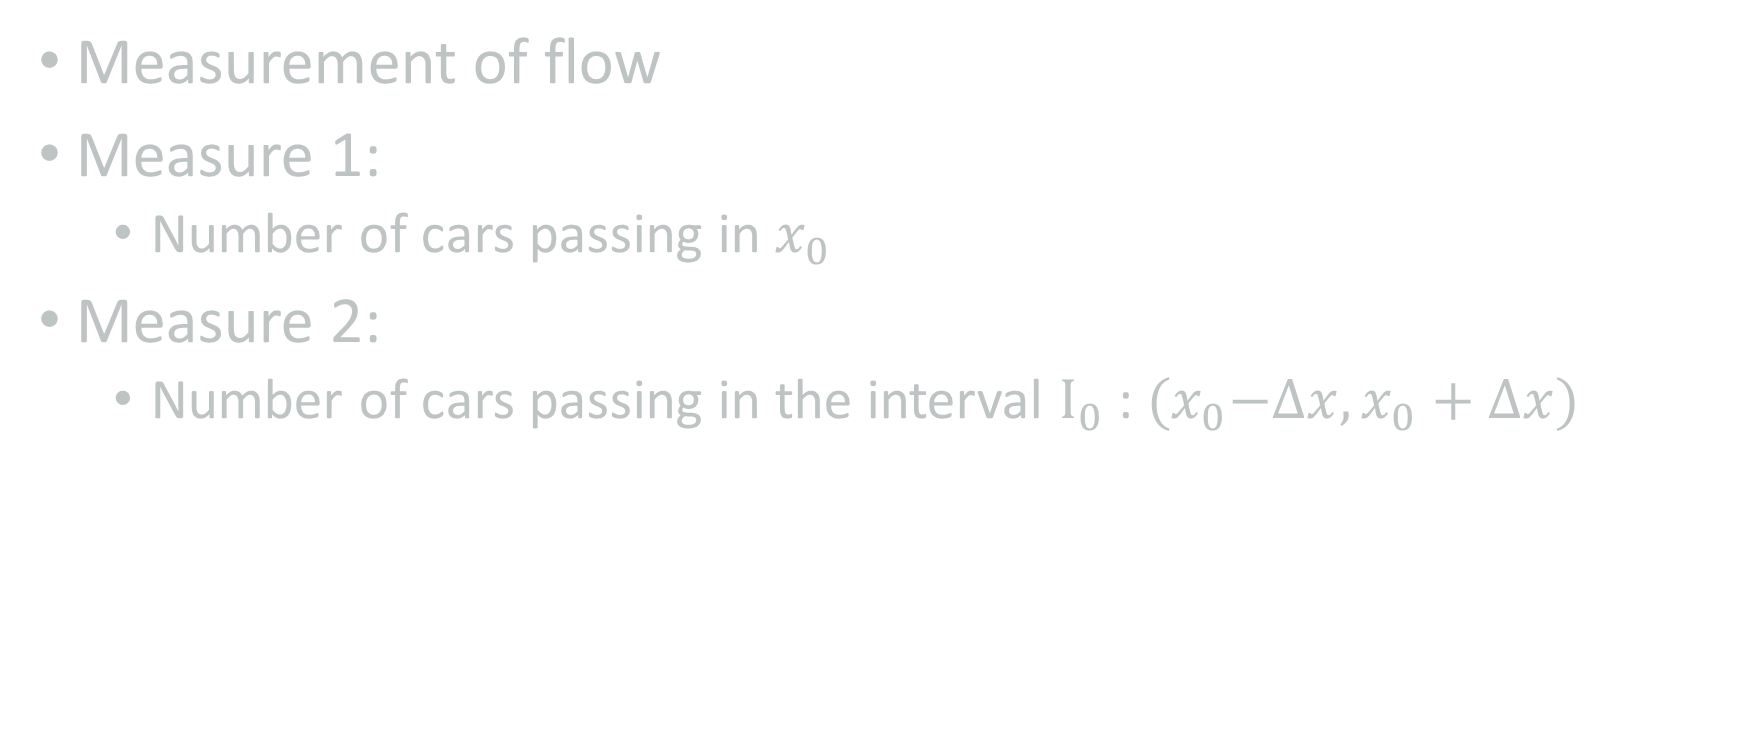 • Measurement of flow
• Measure 1:
• Number of cars passing in x₀
• Measure 2:
• Number of cars passing in the interval I₀ : (x₀−Δx, x₀ + Δx)